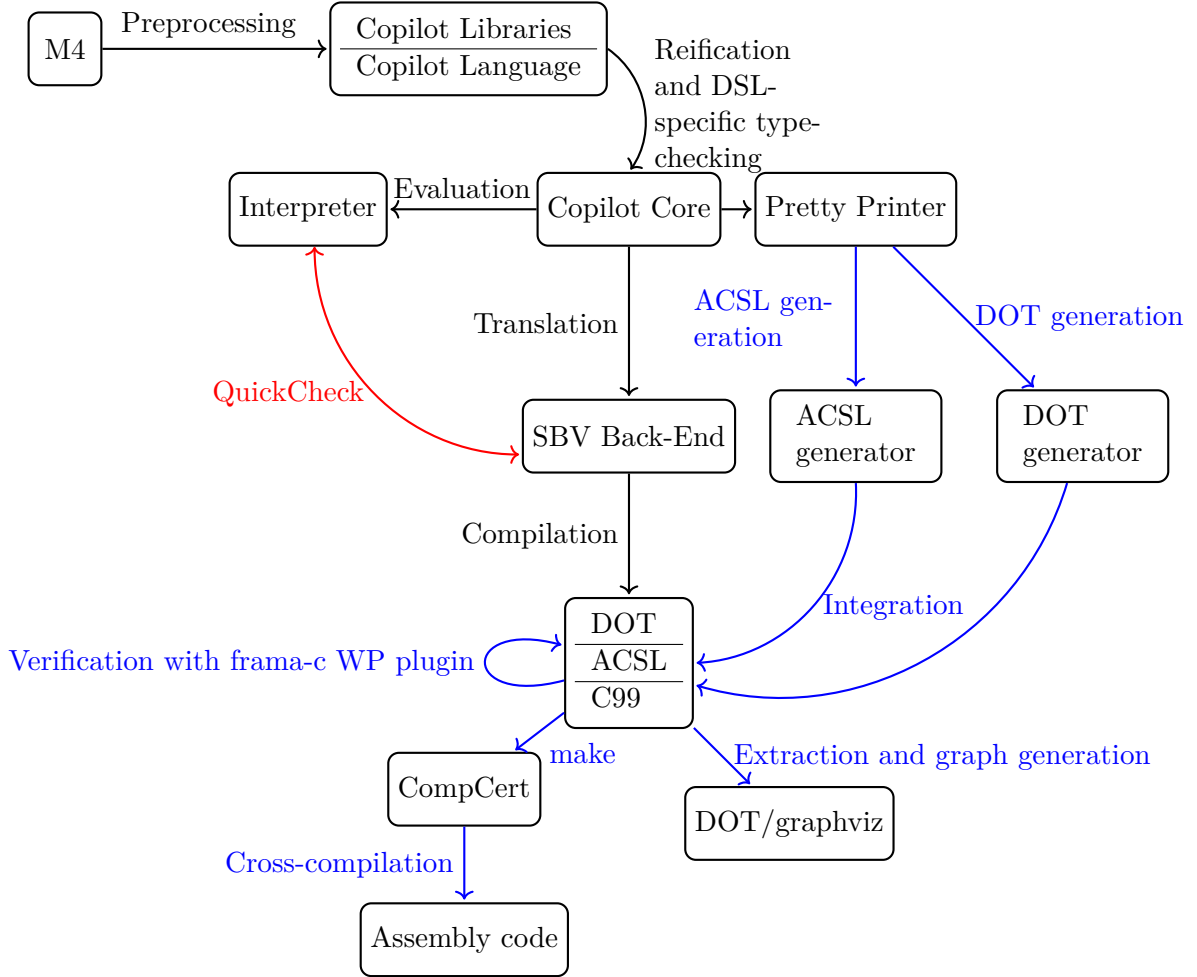 M4
Preprocessing
Copilot Libraries
Copilot Language
Reification
and DSL-
specific type-
checking
Interpreter
Evaluation
Copilot Core
Pretty Printer
Translation
ACSL gen-
eration
DOT generation
QuickCheck
SBV Back-End
ACSL
generator
DOT
generator
Compilation
Integration
Verification with frama-c WP plugin
DOT
ACSL
C99
make
Extraction and graph generation
CompCert
DOT/graphviz
Cross-compilation
Assembly code